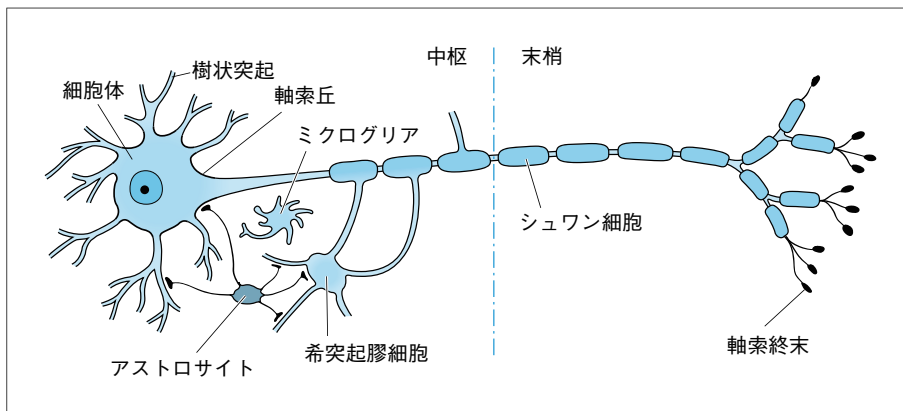 中枢
末梢
樹状突起
細胞体
軸索丘
ミクログリア
シュワン細胞
アストロサイト
希突起膠細胞
軸索終末